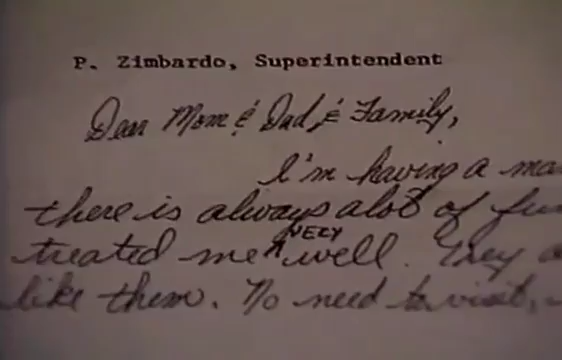 P. Zimbardo, Superintendent
Dear Mom & Dad & Family,
I'm having a
there is always alot of
treated me ^VERY well. They
like them. No need to visit,